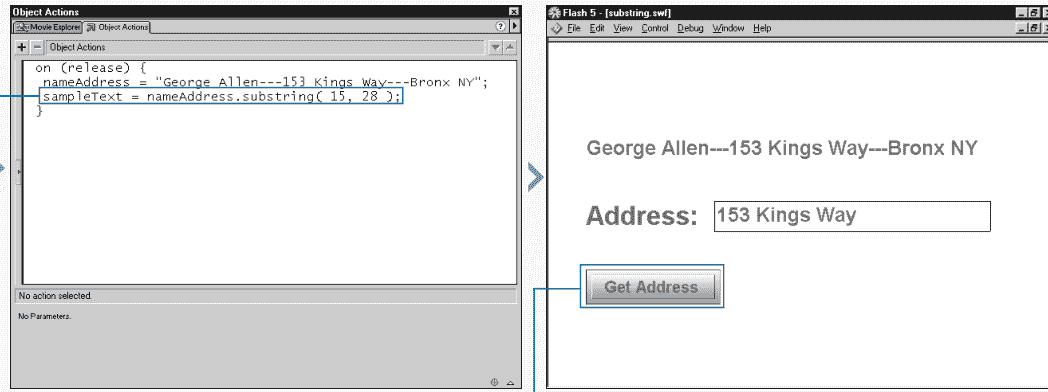 Object Actions
Movie Explorer Object Actions
+ - Object Actions
on (release) {
nameAddress = "George Allen---153 Kings Way---Bronx NY";
sampleText = nameAddress.substring( 15, 28 );
}
No action selected.
No Parameters.
Flash 5 - [substring.swf]
File Edit View Control Debug Window Help
George Allen---153 Kings Way---Bronx NY
Address: 153 Kings Way
Get Address